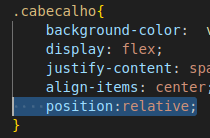 .cabecalho{
background-color:
display: flex;
justify-content:
align-items: center;
position:relative;
}